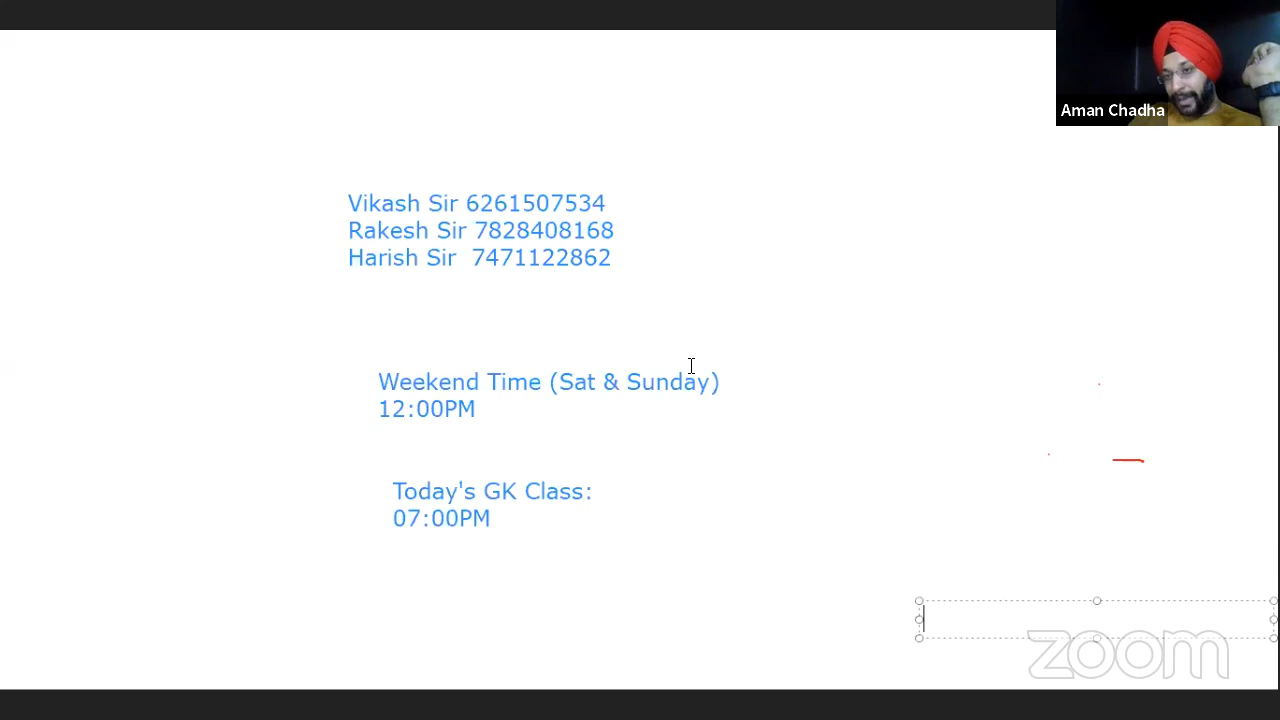 Aman Chadha
Vikash Sir 6261507534
Rakesh Sir 7828408168
Harish Sir 7471122862
Weekend Time (Sat & Sunday)
12:00PM
Today's GK Class:
07:00PM
zoom